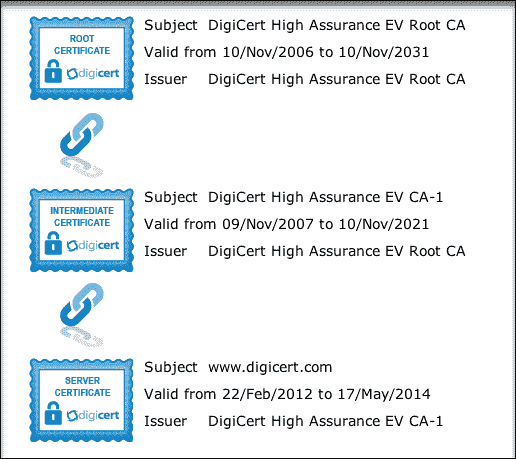 ROOT
CERTIFICATE
digicert
Subject DigiCert High Assurance EV Root CA
Valid from 10/Nov/2006 to 10/Nov/2031
Issuer DigiCert High Assurance EV Root CA
INTERMEDIATE
CERTIFICATE
digicert
Subject DigiCert High Assurance EV CA-1
Valid from 09/Nov/2007 to 10/Nov/2021
Issuer DigiCert High Assurance EV Root CA
SERVER
CERTIFICATE
digicert
Subject www.digicert.com
Valid from 22/Feb/2012 to 17/May/2014
Issuer DigiCert High Assurance EV CA-1